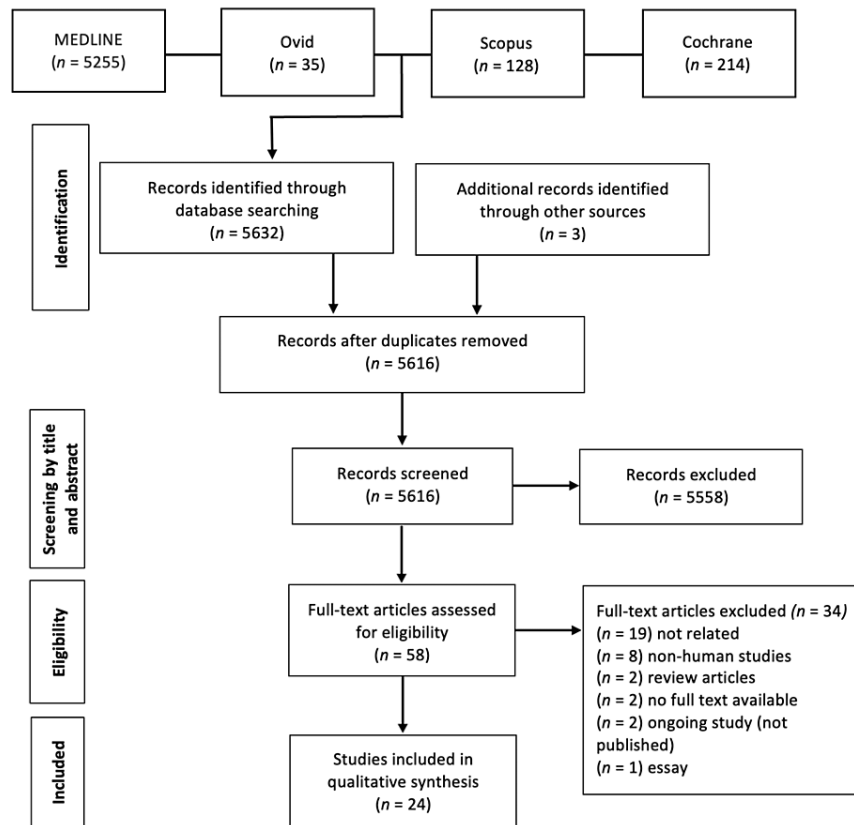 MEDLINE
(n = 5255)
Ovid
(n = 35)
Scopus
(n = 128)
Cochrane
(n = 214)
Identification
Records identified through
database searching
(n = 5632)
Additional records identified
through other sources
(n = 3)
Records after duplicates removed
(n = 5616)
Screening by title
and abstract
Records screened
(n = 5616)
Records excluded
(n = 5558)
Eligibility
Full-text articles assessed
for eligibility
(n = 58)
Full-text articles excluded (n = 34)
(n = 19) not related
(n = 8) non-human studies
(n = 2) review articles
(n = 2) no full text available
(n = 2) ongoing study (not
published)
(n = 1) essay
Included
Studies included in
qualitative synthesis
(n = 24)